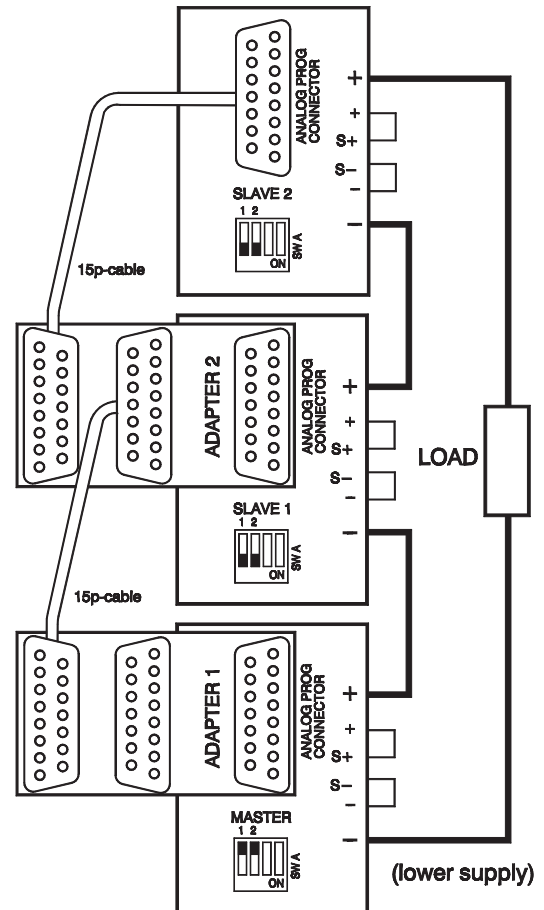 ANALOG PROG
CONNECTOR
+
+
S+
S–
-
–
SLAVE 2
1 2
ON
SW A
15p-cable
ADAPTER 2
ANALOG PROG
CONNECTOR
+
+
S+
S–
-
–
LOAD
SLAVE 1
1 2
ON
SW A
15p-cable
ADAPTER 1
ANALOG PROG
CONNECTOR
+
+
S+
S–
-
–
MASTER
1 2
ON
SW A
(lower supply)